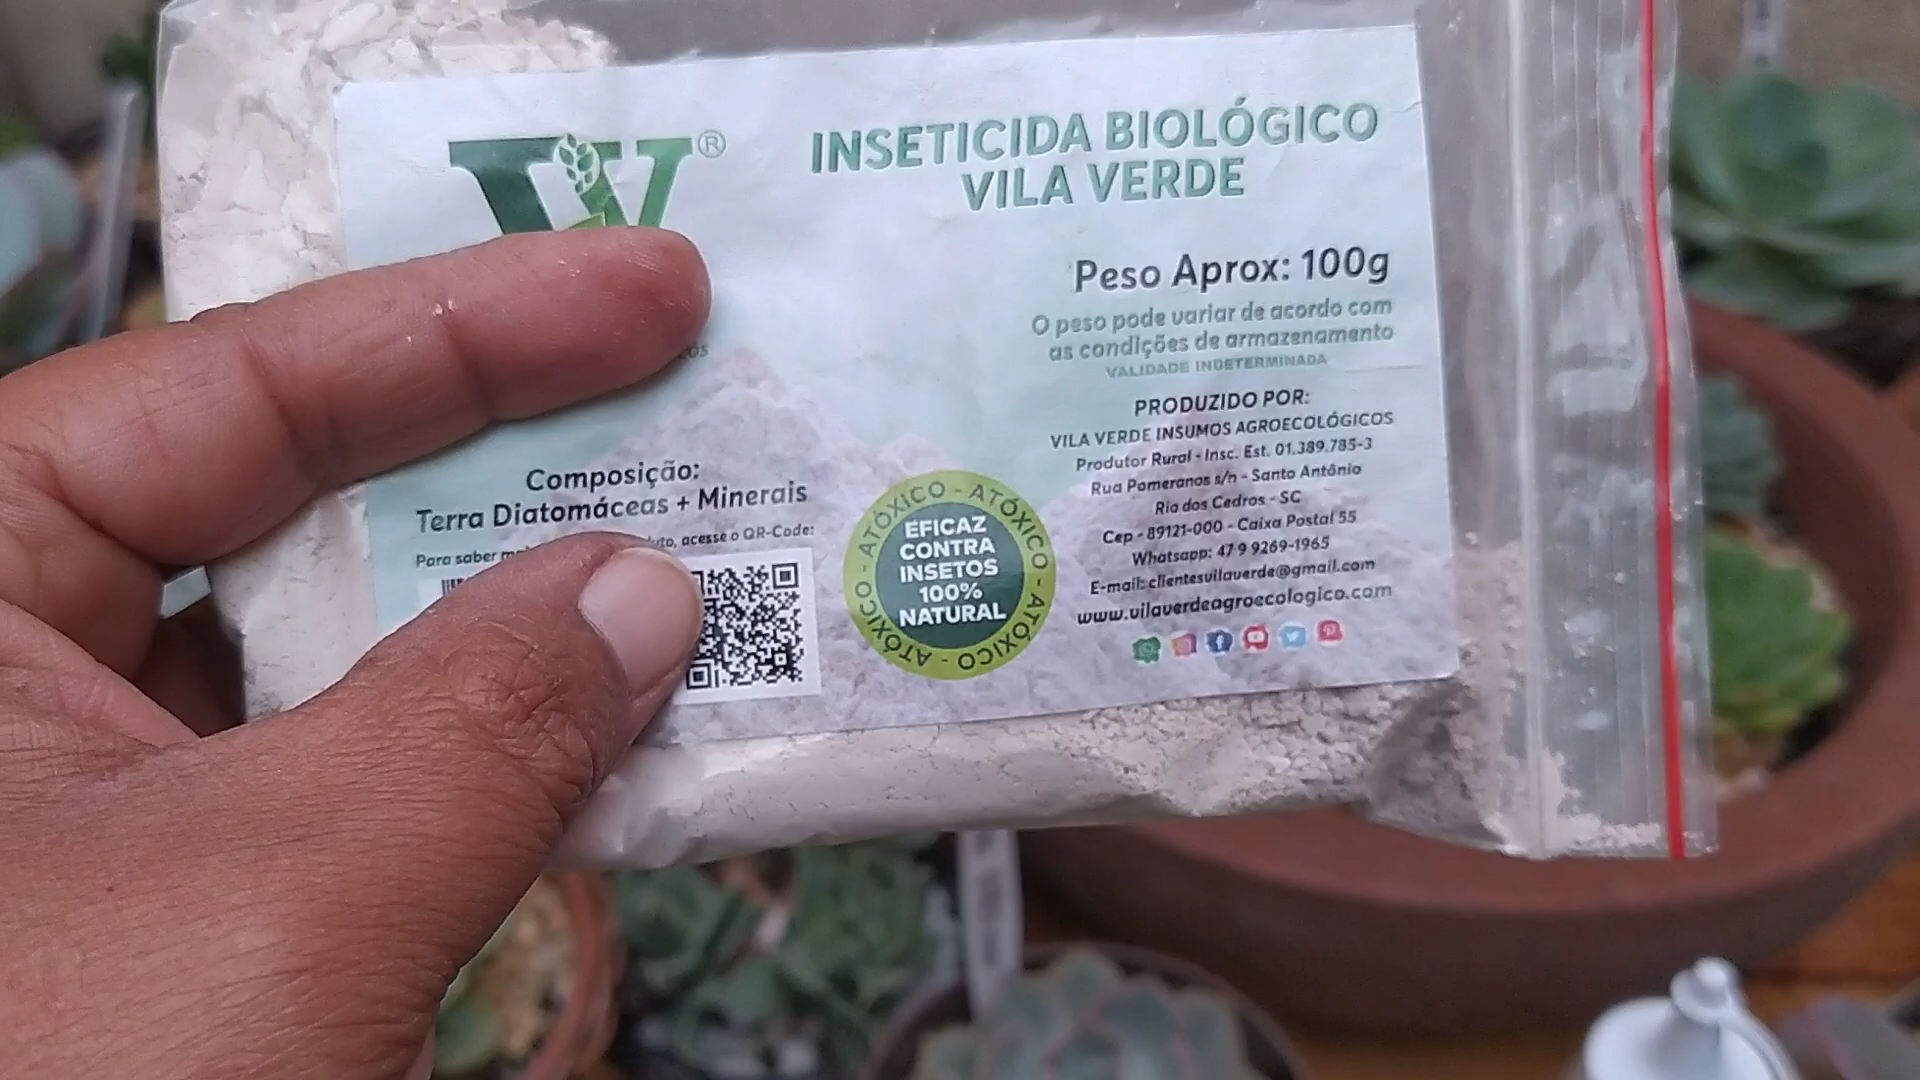 ®
INSETICIDA BIOLÓGICO
VILA VERDE
Peso Aprox: 100g
O peso pode variar de acordo com
as condições de armazenamento
VALIDADE INDETERMINADA
PRODUZIDO POR:
VILA VERDE INSUMOS AGROECOLÓGICOS
Produtor Rural - Insc. Est. 01.389.785-3
Rua Pomeranos s/n - Santo Antônio
Rio dos Cedros - SC
Cep - 89121-000 - Caixa Postal 55
Whatsapp: 47 9 9269-1965
E-mail: clientesvilaverde@gmail.com
www.vilaverdeagroecologico.com
Composição:
Terra Diatomáceas + Minerais
Para saber
acesse o QR-Code:
ATÓXICO - ATÓXICO - ATÓXICO - ATÓXICO -
EFICAZ
CONTRA
INSETOS
100%
NATURAL